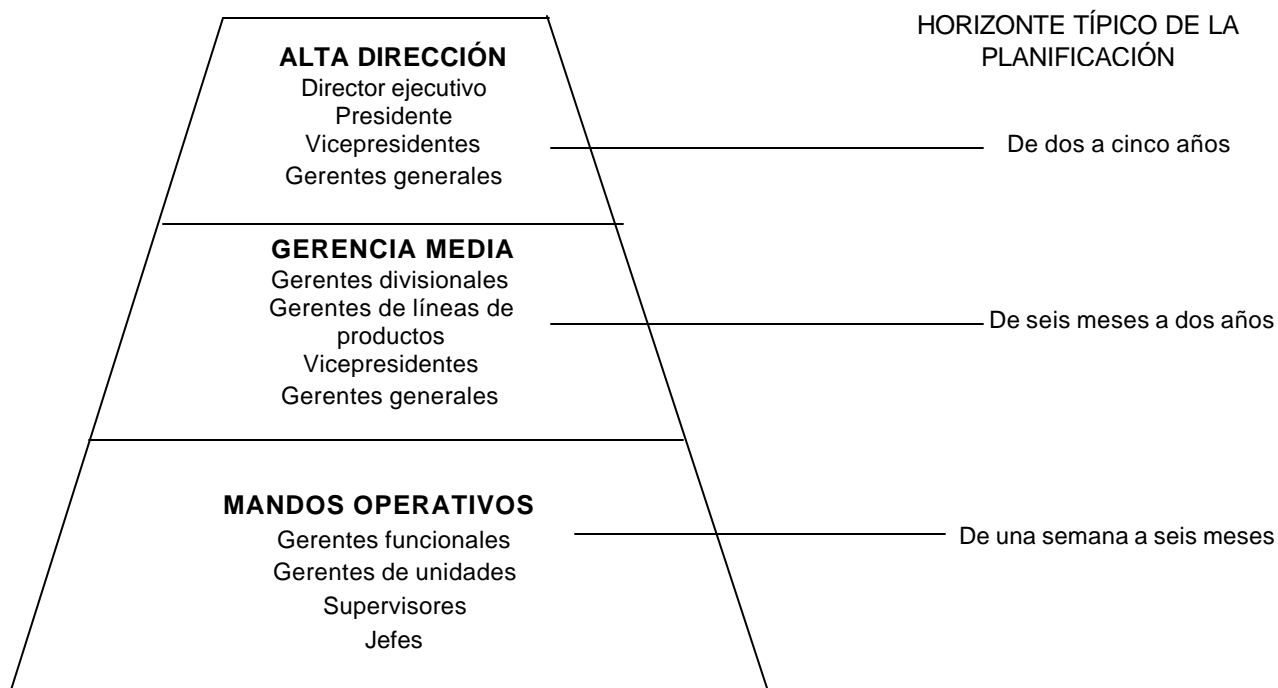 HORIZONTE TÍPICO DE LA
PLANIFICACIÓN
ALTA DIRECCIÓN
Director ejecutivo
Presidente
Vicepresidentes
Gerentes generales
De dos a cinco años
GERENCIA MEDIA
Gerentes divisionales
Gerentes de líneas de
productos
Vicepresidentes
Gerentes generales
De seis meses a dos años
MANDOS OPERATIVOS
Gerentes funcionales
Gerentes de unidades
Supervisores
Jefes
De una semana a seis meses